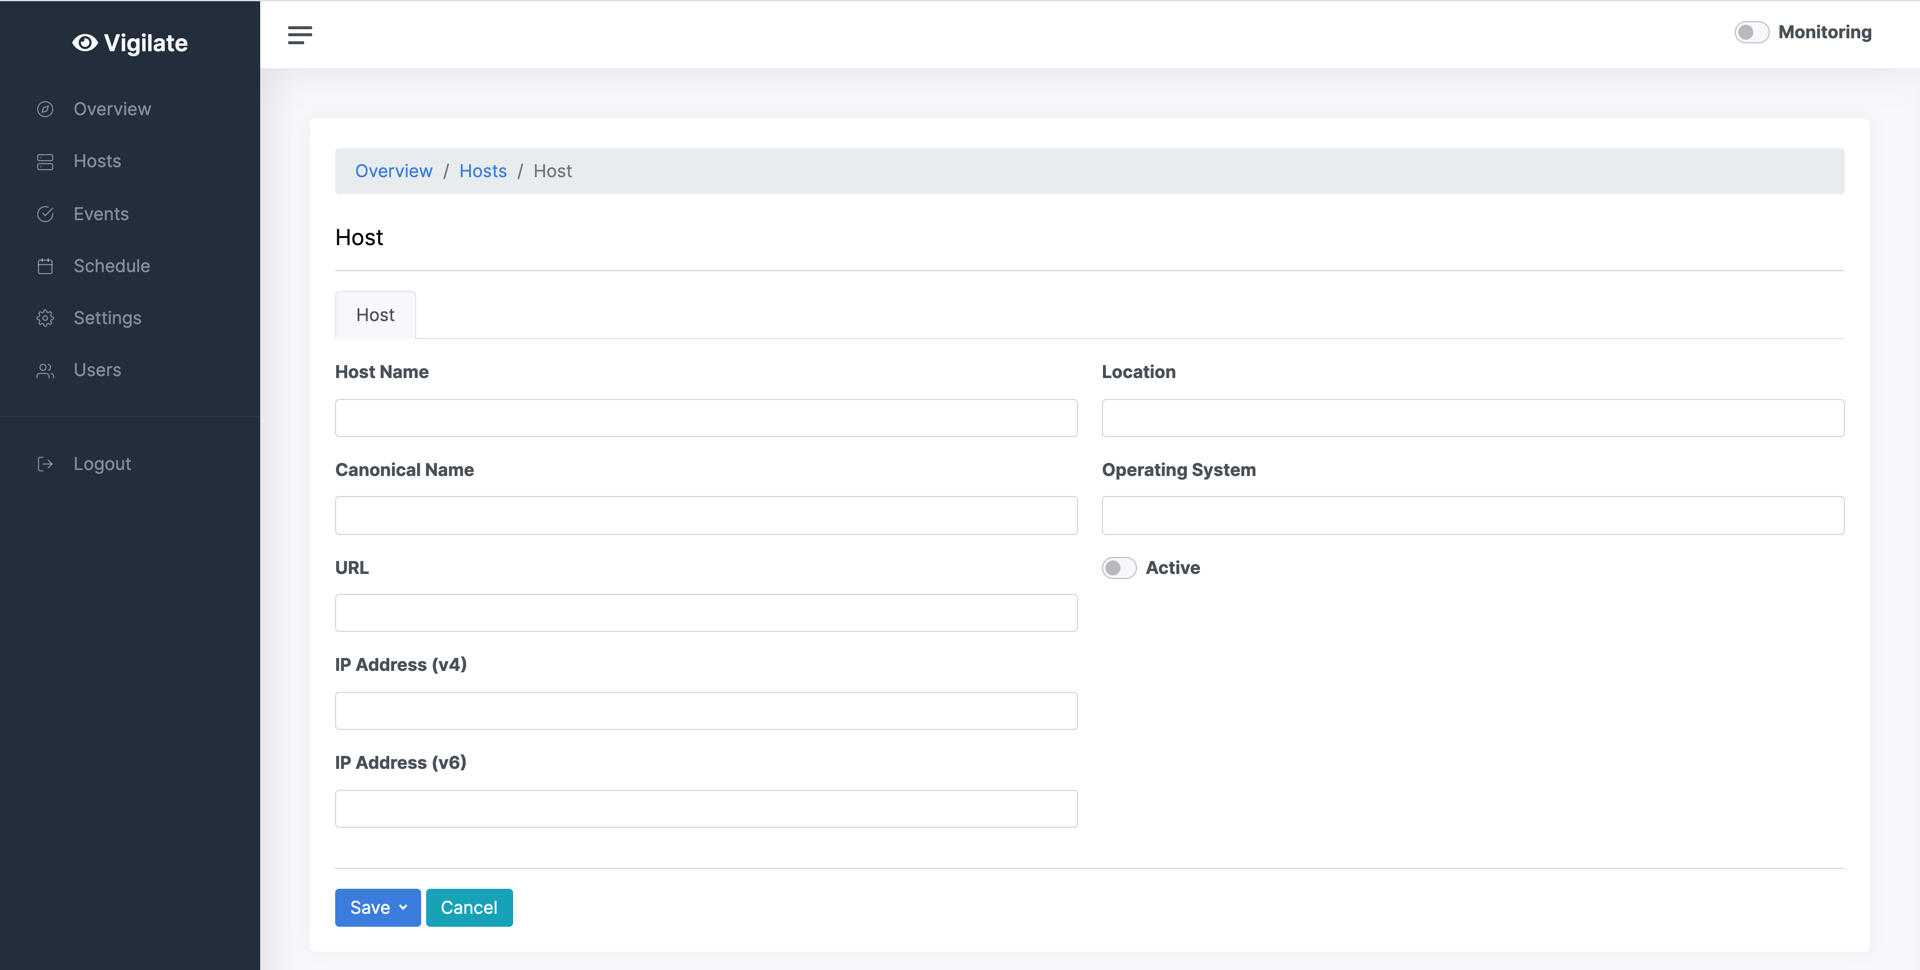 Vigilate
Monitoring
Overview
Hosts
Events
Schedule
Settings
Users
Logout
Overview / Hosts / Host
Host
Host
Host Name
Location
Canonical Name
Operating System
URL
Active
IP Address (v4)
IP Address (v6)
Save
Cancel